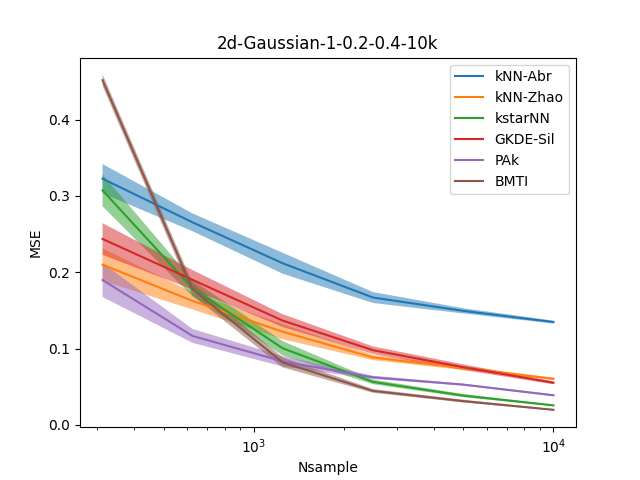 2d-Gaussian-1-0.2-0.4-10k
MSE
0.4
0.3
0.2
0.1
0.0
kNN-Abr
kNN-Zhao
kstarNN
GKDE-Sil
PAk
BMTI
10³
10⁴
Nsample